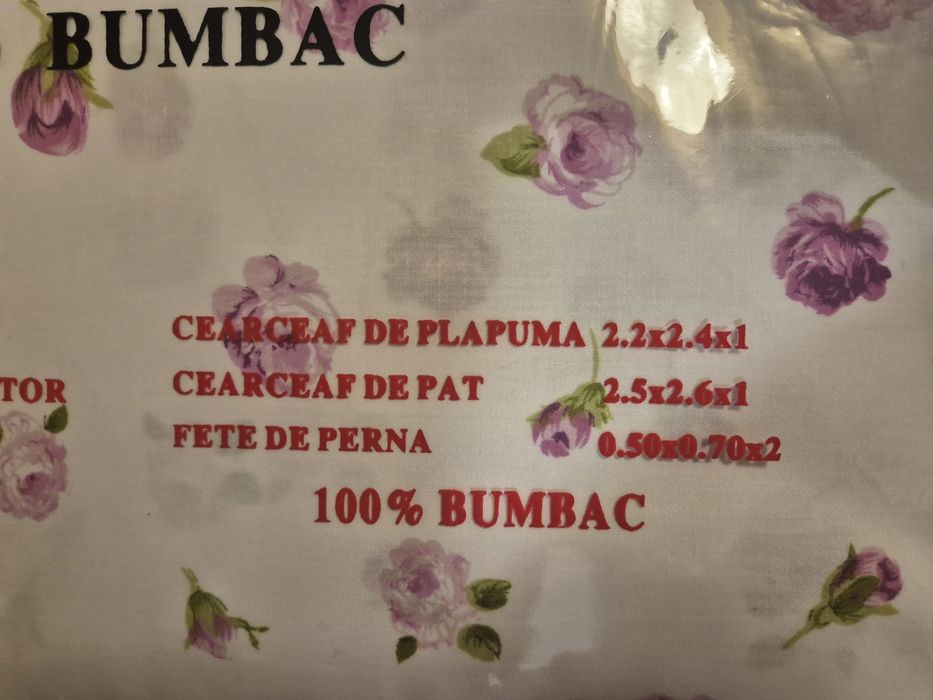 BUMBAC
CEARCEAF DE PLAPUMA 2.2x2.4x1
TOR CEARCEAF DE PAT 2.5x2.6x1
FETE DE PERNA 0.50x0.70x2
100% BUMBAC